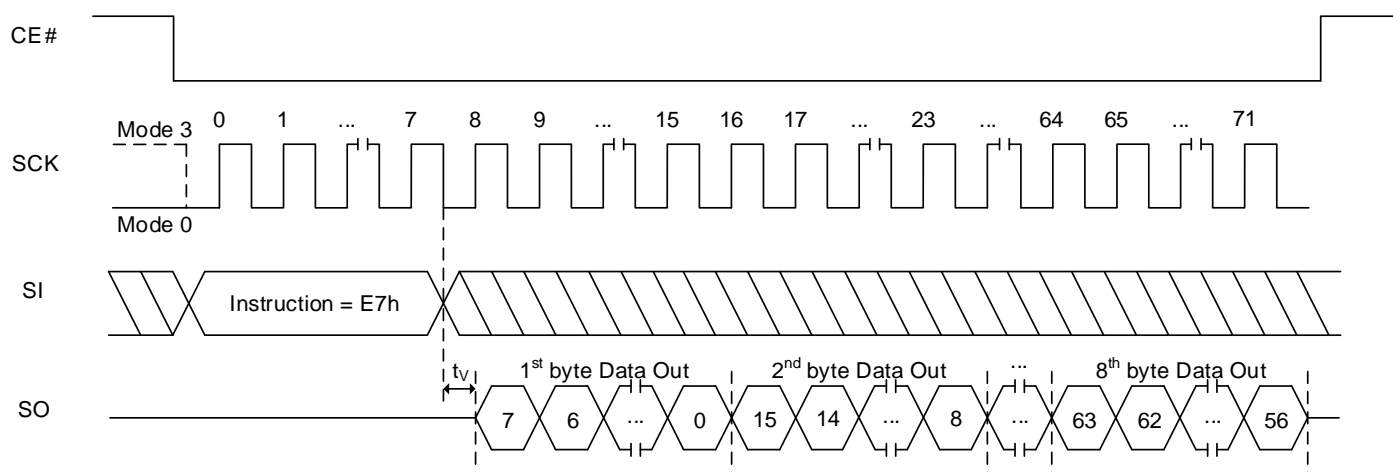 CE#
Mode 3 0 1 ... 7 8 9 ... 15 16 17 ... 23 ... 64 65 ... 71
SCK
Mode 0
SI
Instruction = E7h
tV 1st byte Data Out 2nd byte Data Out ... 8th byte Data Out
SO
7 6 ... 0 15 14 ... 8 ... 63 62 ... 56